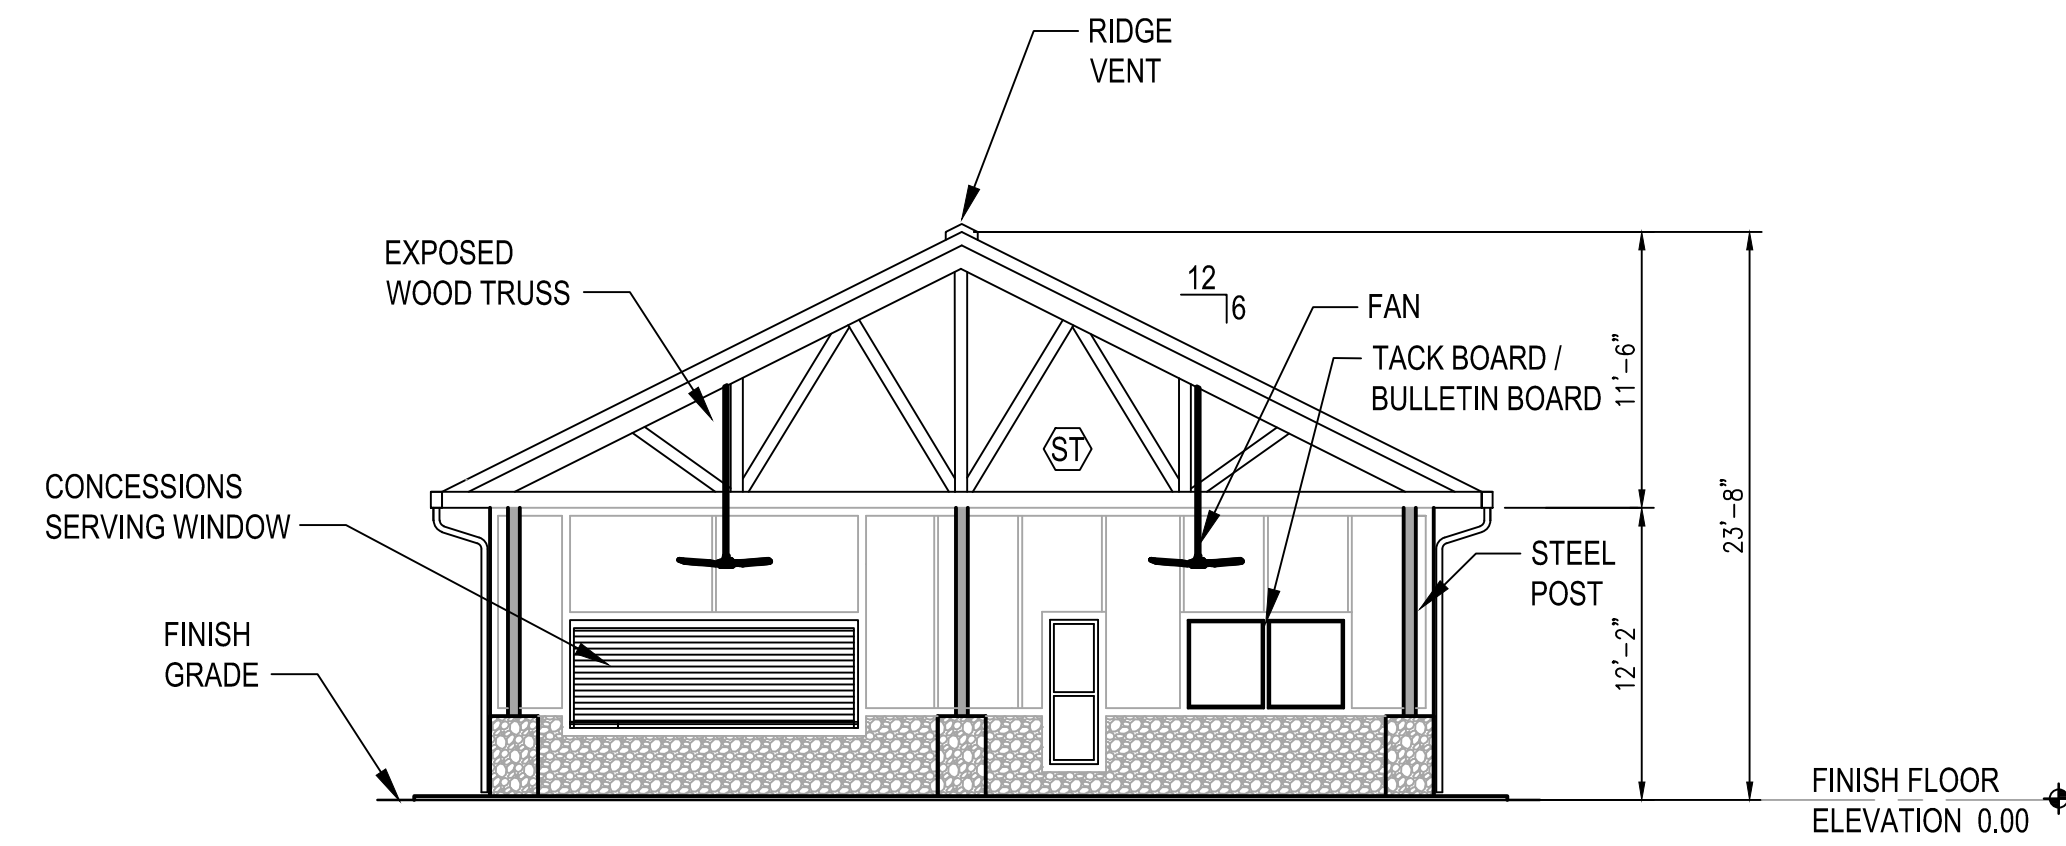 RIDGE
VENT
EXPOSED
WOOD TRUSS
12
6
FAN
TACK BOARD /
BULLETIN BOARD
11'-6"
ST
CONCESSIONS
SERVING WINDOW
23'-8"
STEEL
POST
12'-2"
FINISH
GRADE
FINISH FLOOR
ELEVATION 0.00